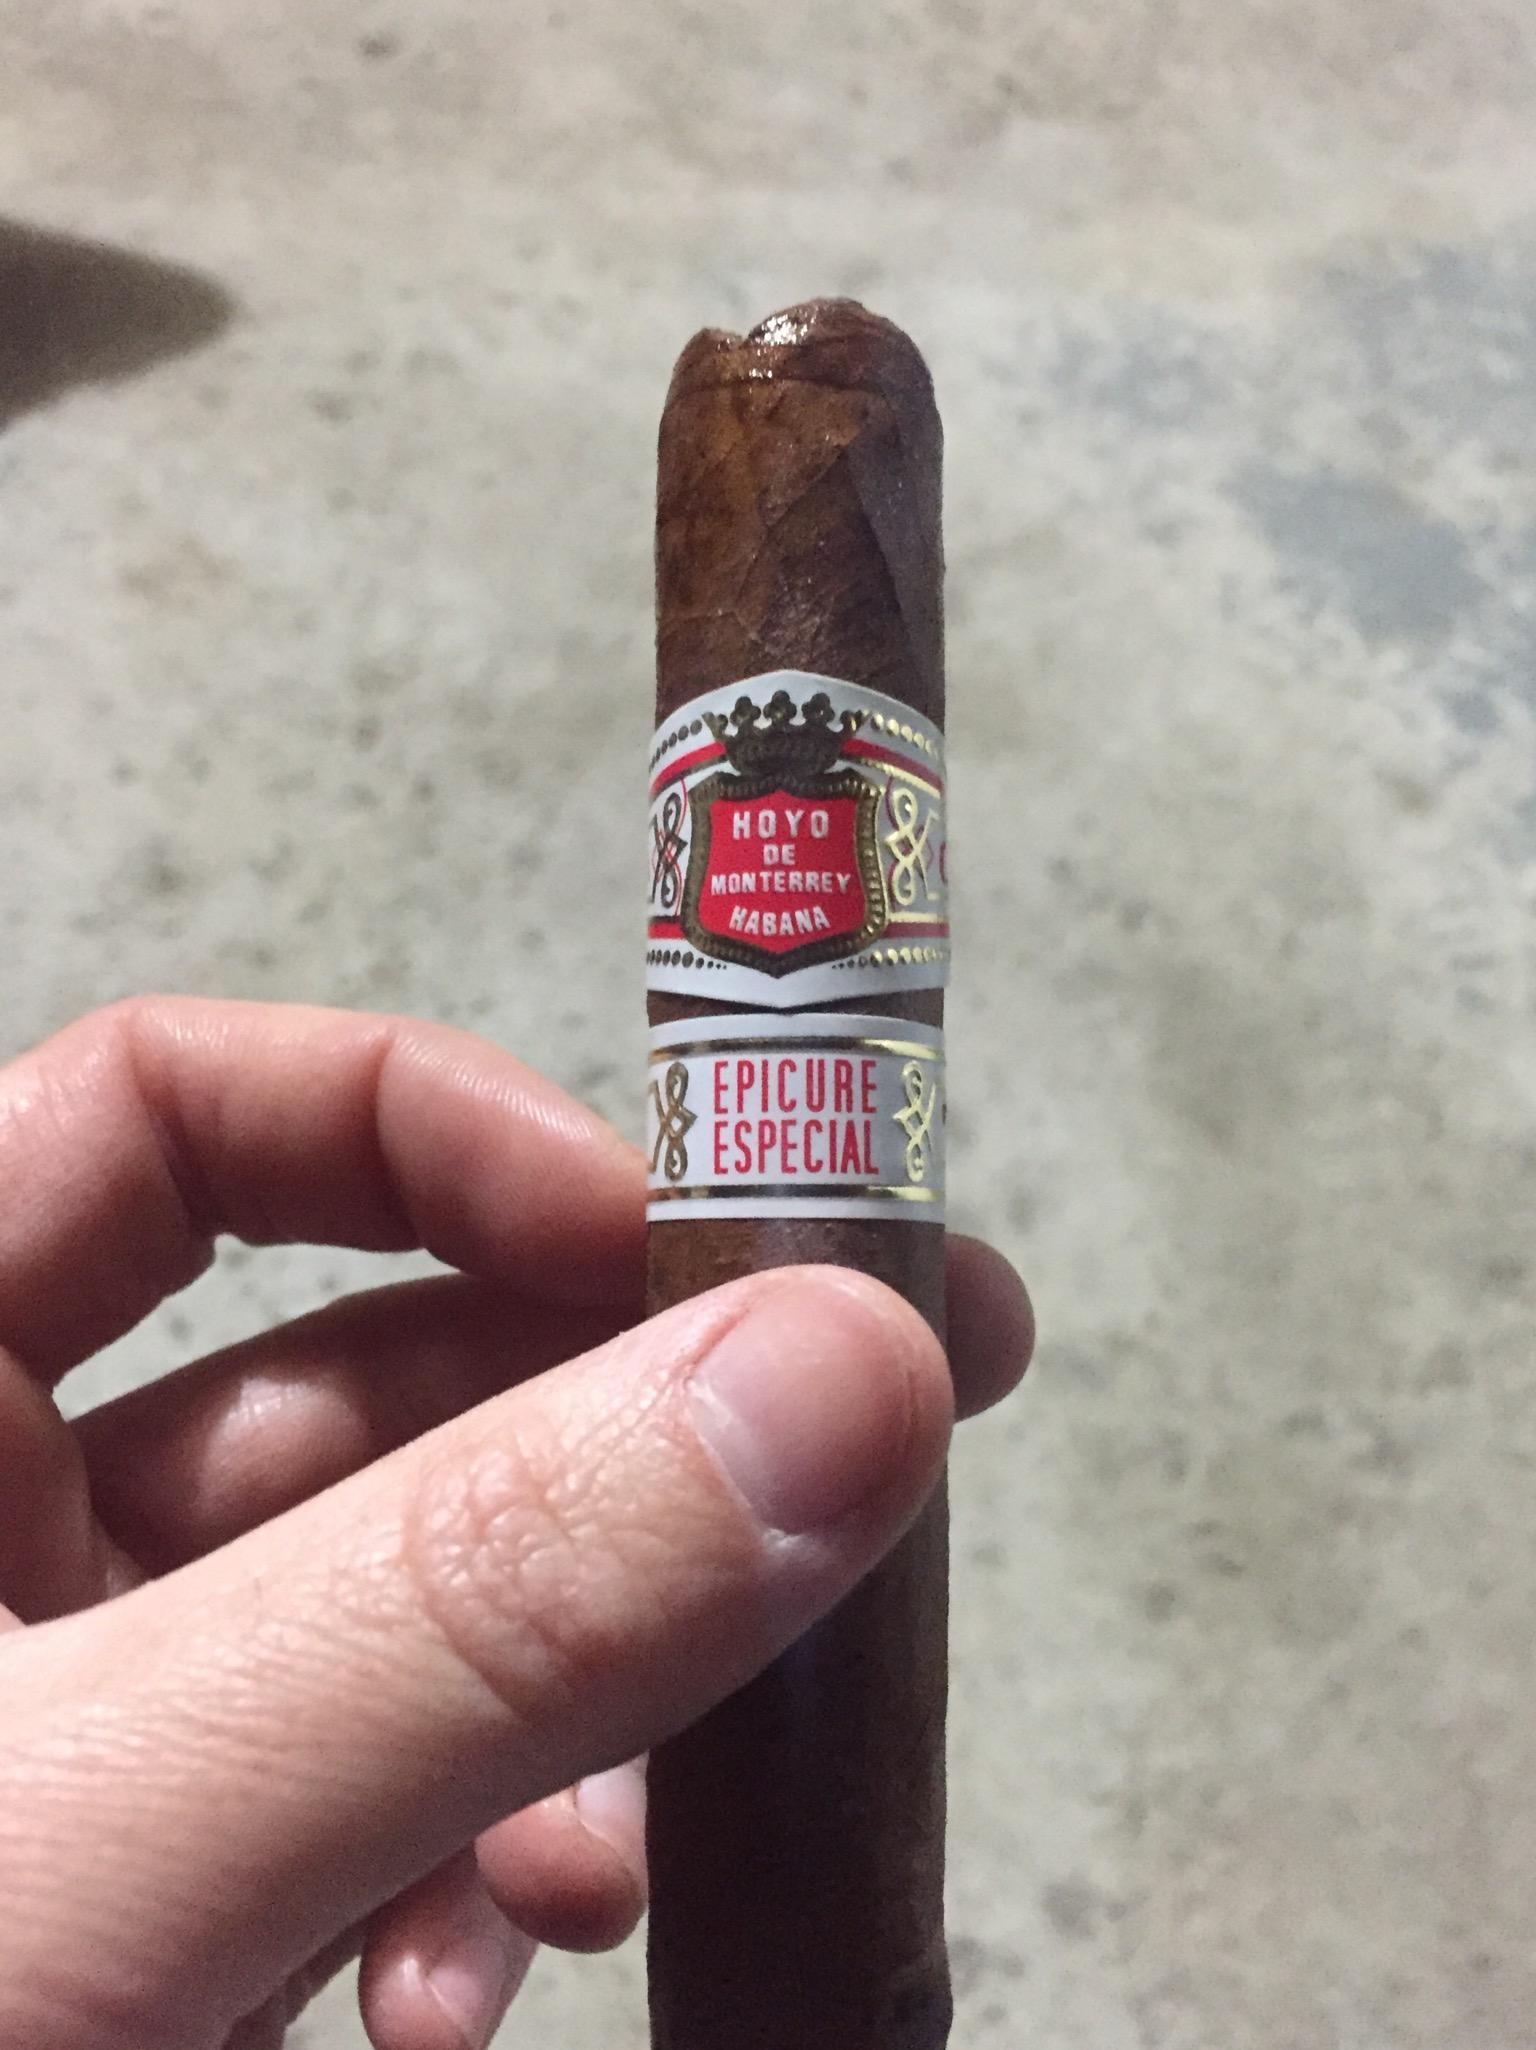 HOYO
DE
MONTERREY
HABANA
EPICURE
ESPECIAL